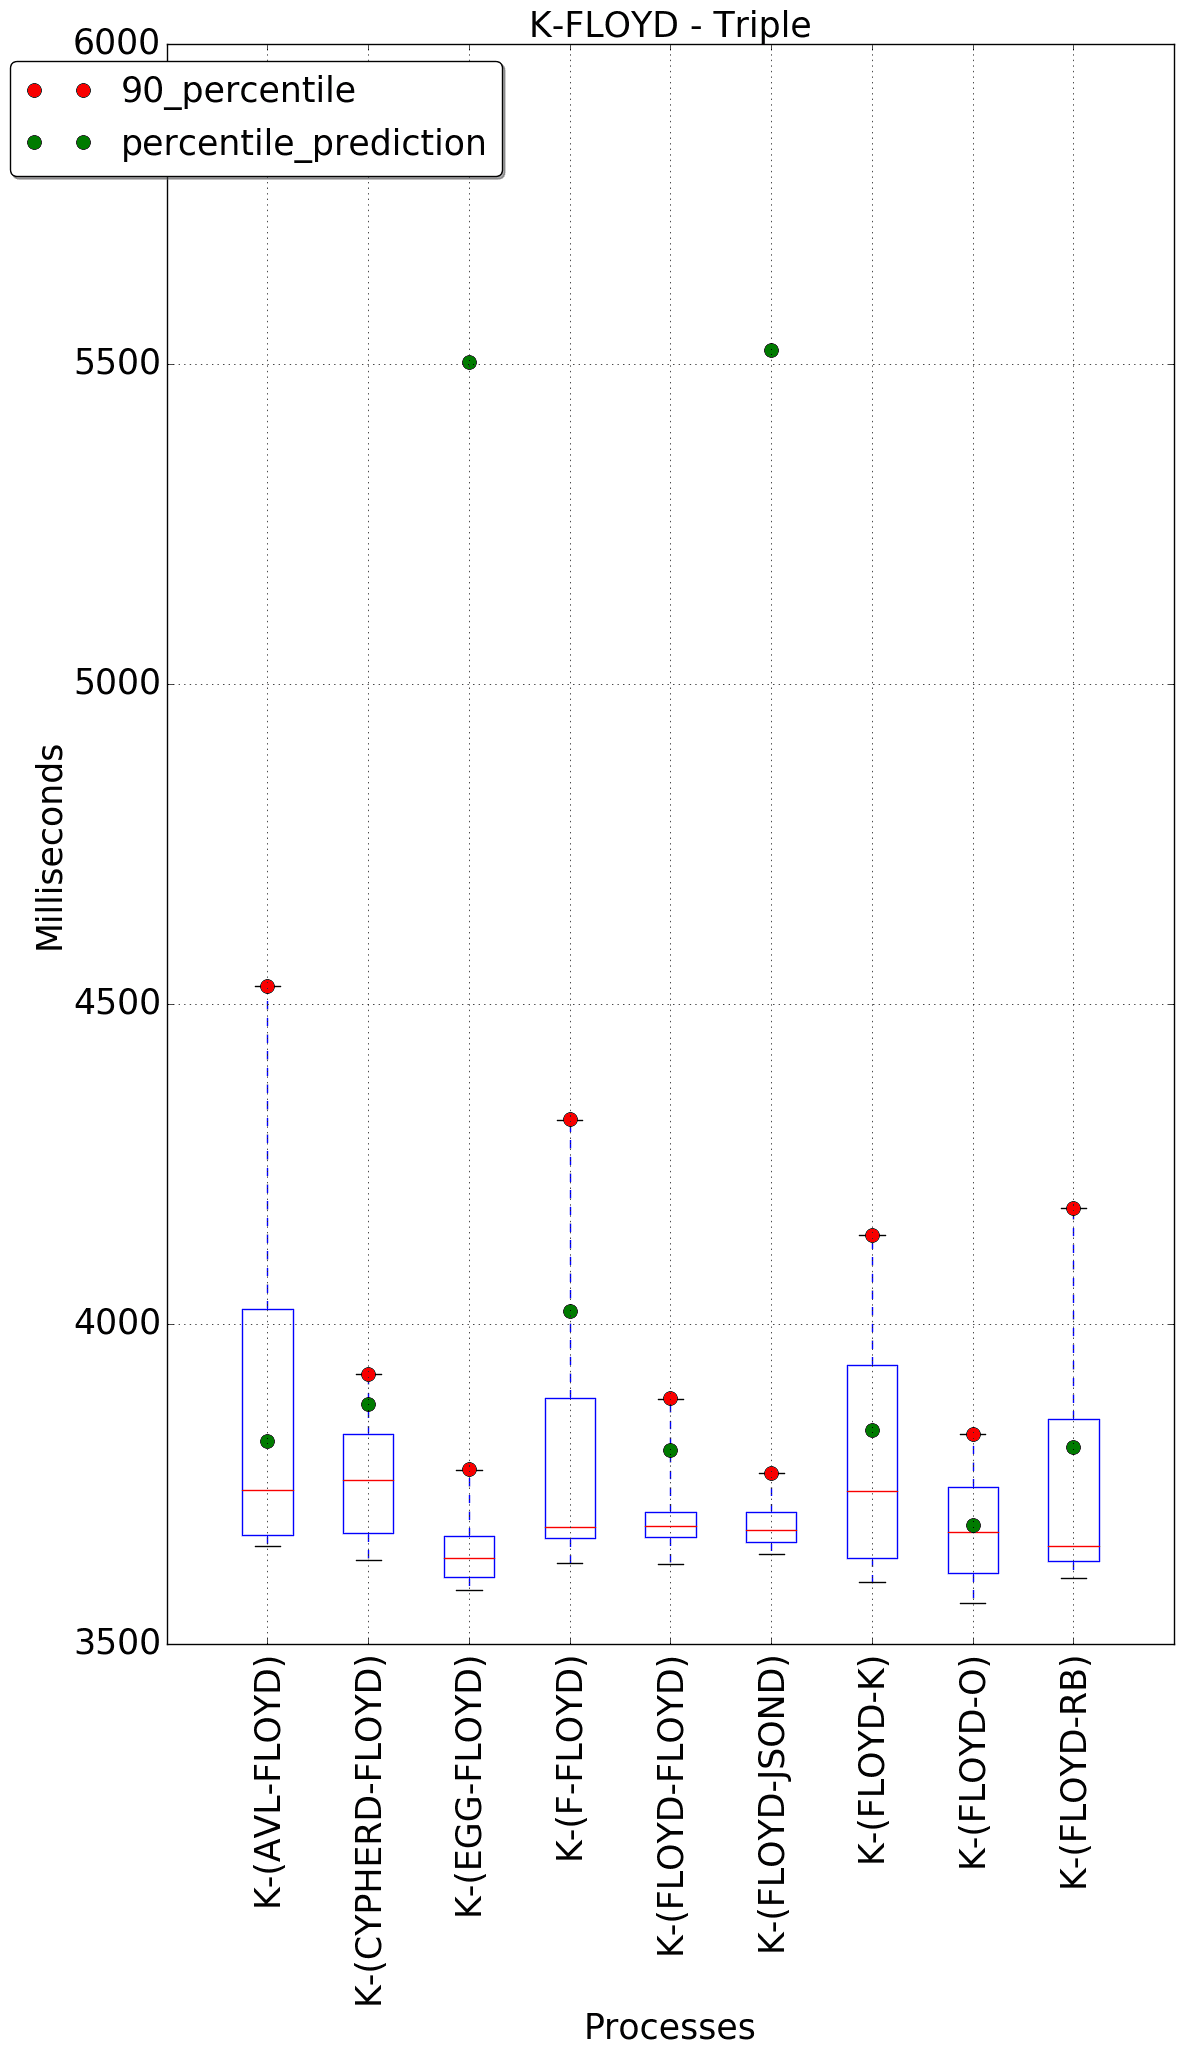 K-FLOYD - Triple
6000
90_percentile
percentile_prediction
5500
5000
Milliseconds
4500
4000
3500
K-(AVL-FLOYD)
K-(CYPHERD-FLOYD)
K-(EGG-FLOYD)
K-(F-FLOYD)
K-(FLOYD-FLOYD)
K-(FLOYD-JSOND)
K-(FLOYD-K)
K-(FLOYD-O)
K-(FLOYD-RB)
Processes